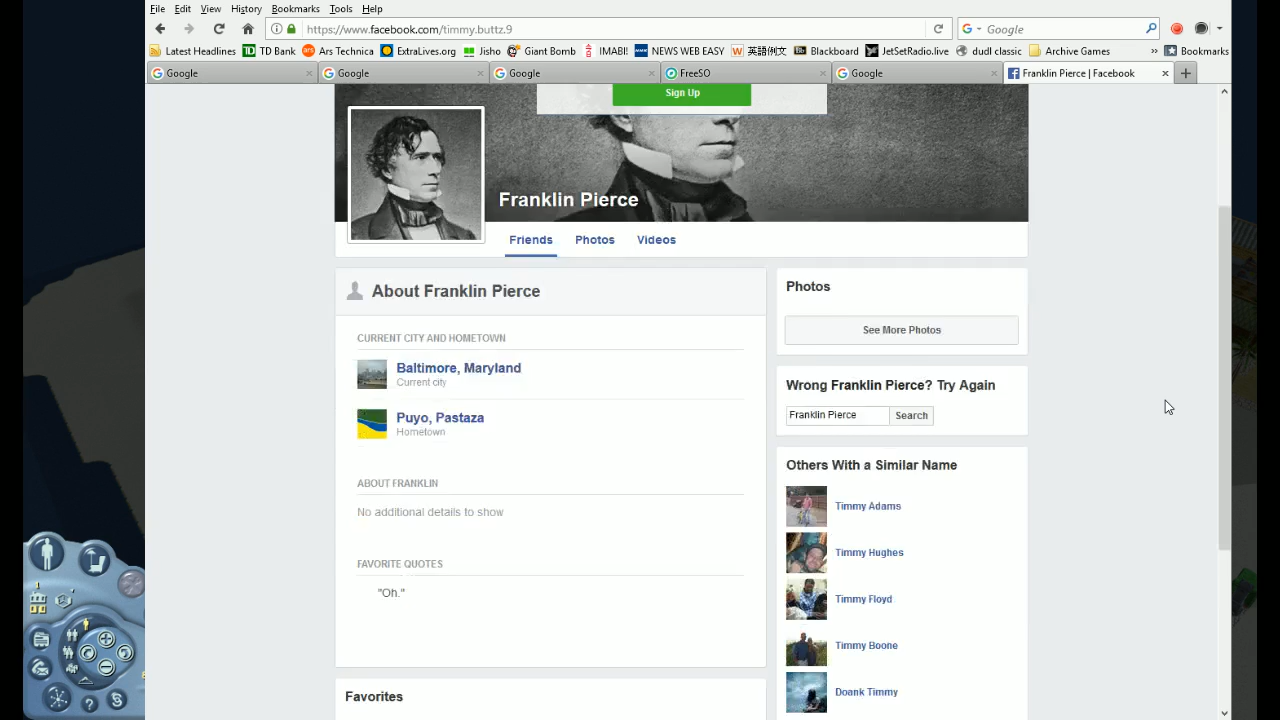 File Edit View History Bookmarks Tools Help
https://www.facebook.com/timmy.buttz.9
Google
Latest Headlines TD Bank Ars Technica ExtraLives.org Jisho Giant Bomb IMABI! NEWS WEB EASY 英語例文 Blackboard JetSetRadio.live dudl classic Archive Games » Bookmarks
Google Google Google FreeSO Google Franklin Pierce | Facebook
Sign Up
Franklin Pierce
Friends Photos Videos
About Franklin Pierce
CURRENT CITY AND HOMETOWN
Baltimore, Maryland
Current city
Puyo, Pastaza
Hometown
ABOUT FRANKLIN
No additional details to show
FAVORITE QUOTES
"Oh."
Favorites
Photos
See More Photos
Wrong Franklin Pierce? Try Again
Franklin Pierce Search
Others With a Similar Name
Timmy Adams
Timmy Hughes
Timmy Floyd
Timmy Boone
Doank Timmy
1